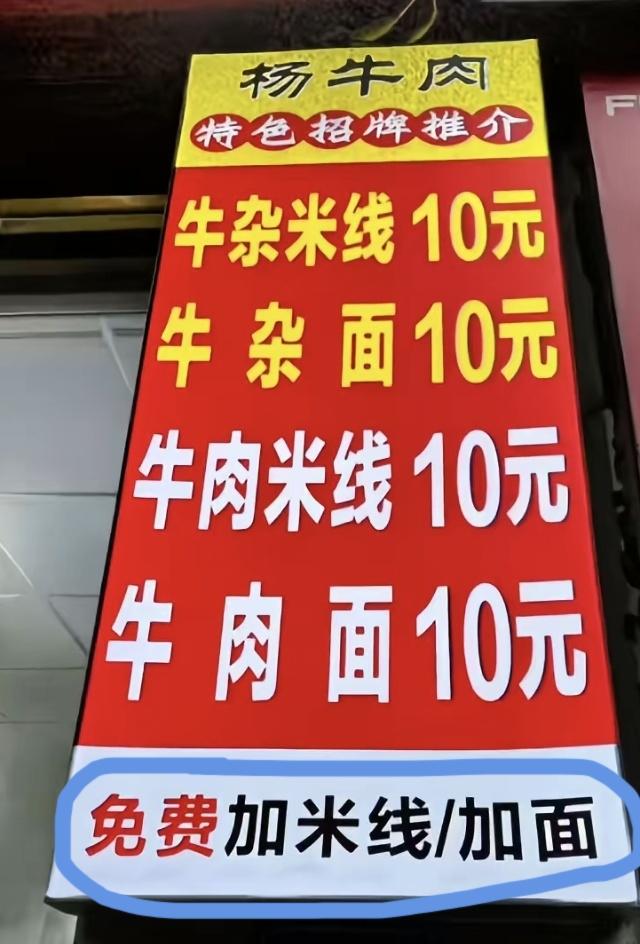 杨牛肉
特色招牌推介
牛杂米线 10元
牛杂面 10元
牛肉米线 10元
牛肉面 10元
免费加米线/加面
F